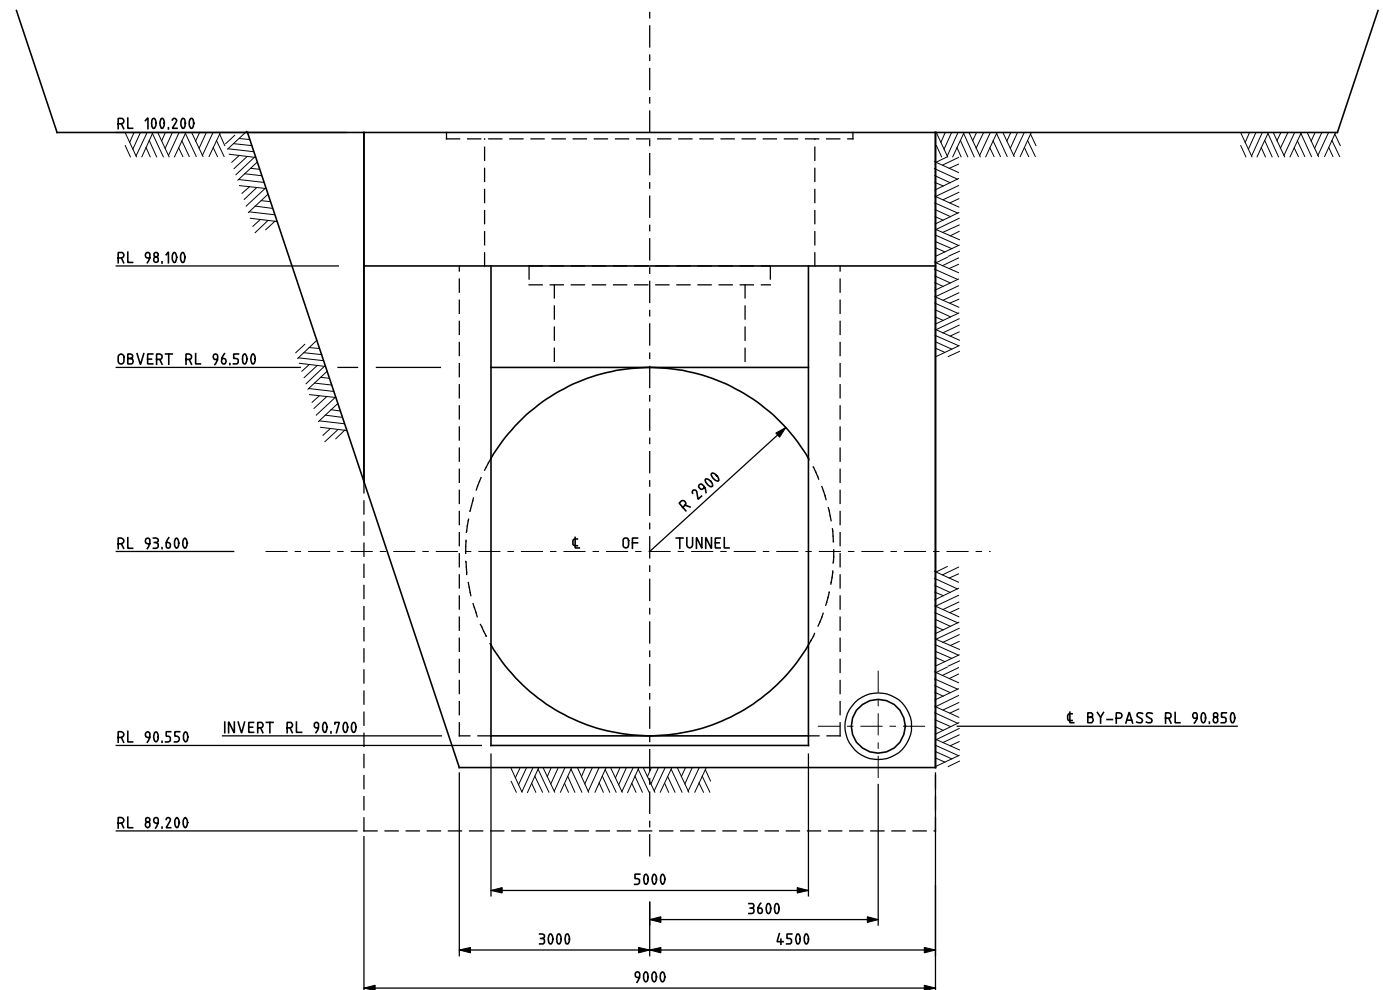 RL 100,200
RL 98,100
OBVERT RL 96,500
R 2900
RL 93,600
℄ OF TUNNEL
INVERT RL 90,700
℄ BY-PASS RL 90,850
RL 90,550
RL 89,200
5000
3600
3000
4500
9000